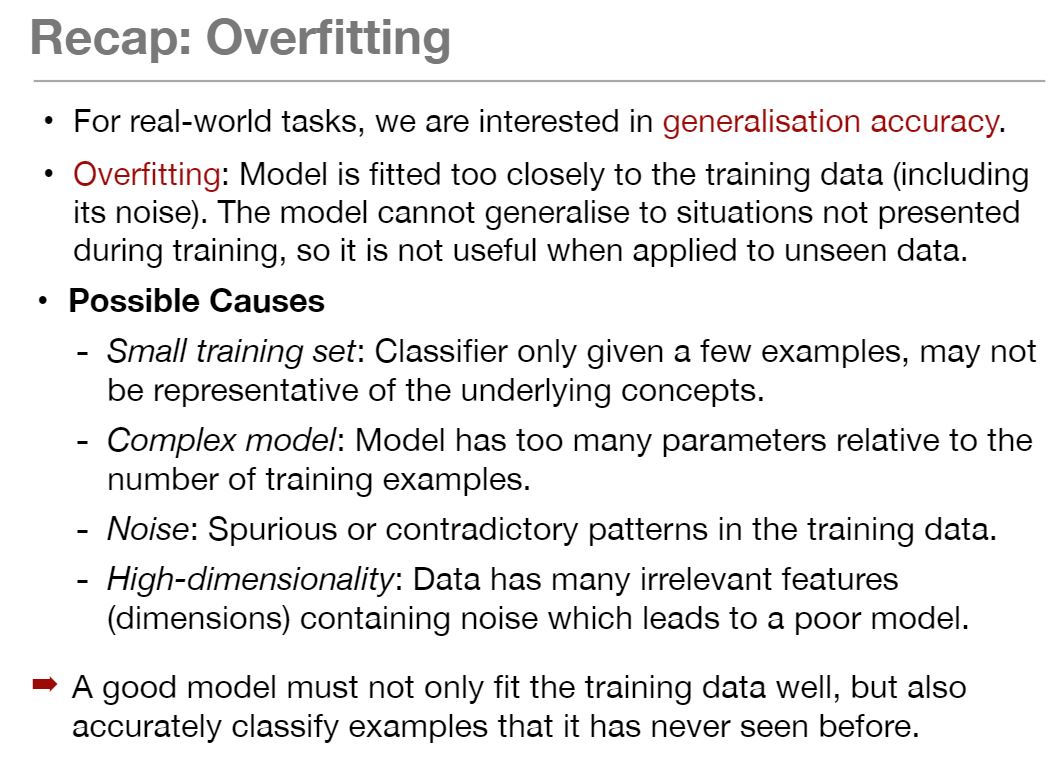 Recap: Overfitting
• For real-world tasks, we are interested in generalisation accuracy.
• Overfitting: Model is fitted too closely to the training data (including
its noise). The model cannot generalise to situations not presented
during training, so it is not useful when applied to unseen data.
• Possible Causes
- Small training set: Classifier only given a few examples, may not
be representative of the underlying concepts.
- Complex model: Model has too many parameters relative to the
number of training examples.
- Noise: Spurious or contradictory patterns in the training data.
- High-dimensionality: Data has many irrelevant features
(dimensions) containing noise which leads to a poor model.
➡ A good model must not only fit the training data well, but also
accurately classify examples that it has never seen before.